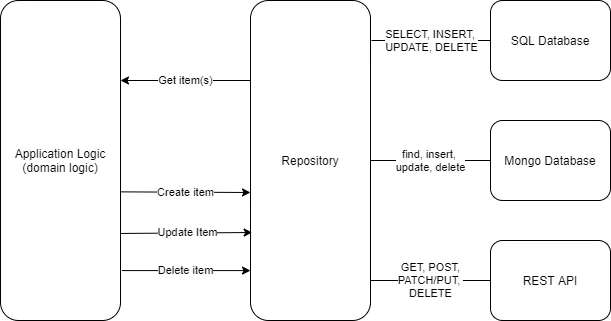 Application Logic
(domain logic)
Get item(s)
Create item
Update Item
Delete item
Repository
SELECT, INSERT,
UPDATE, DELETE
SQL Database
find, insert,
update, delete
Mongo Database
GET, POST,
PATCH/PUT,
DELETE
REST API